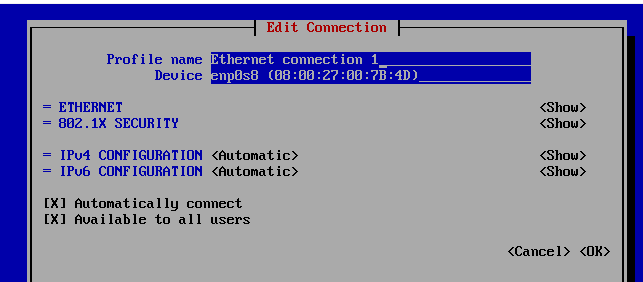 Edit Connection
Profile name Ethernet connection 1
Device enp0s8 (08:00:27:00:7B:4D)
= ETHERNET <Show>
= 802.1X SECURITY <Show>
= IPv4 CONFIGURATION <Automatic> <Show>
= IPv6 CONFIGURATION <Automatic> <Show>
[X] Automatically connect
[X] Available to all users
<Cancel> <OK>